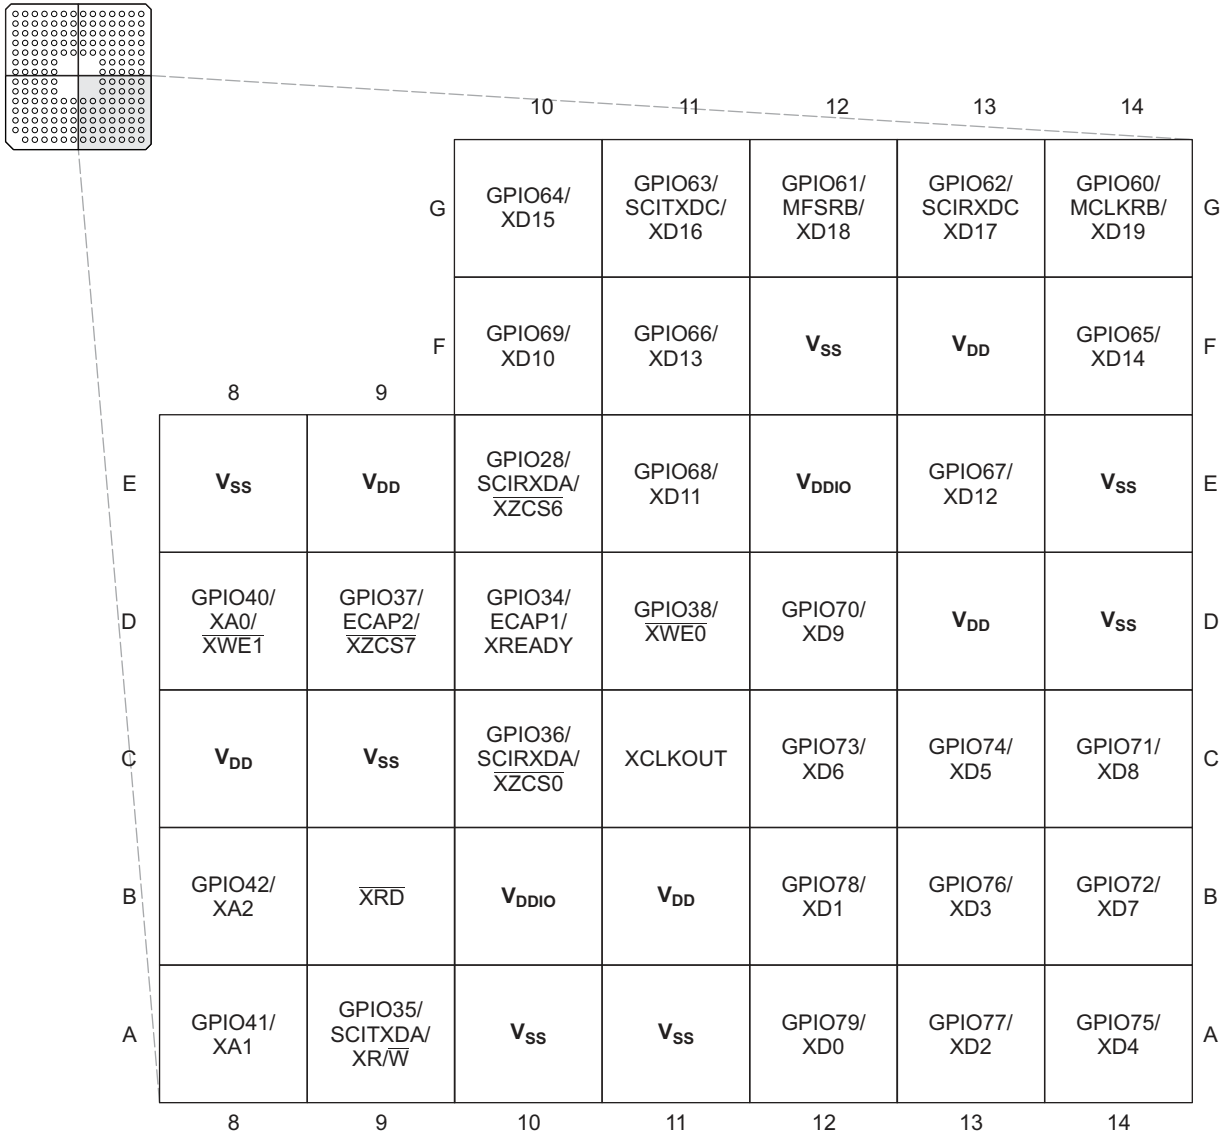 10 11 12 13 14
G GPIO64/ GPIO63/ GPIO61/ GPIO62/ GPIO60/ G
XD15 SCITXDC/ MFSRB/ SCIRXDC MCLKRB/
XD16 XD18 XD17 XD19
F GPIO69/ GPIO66/ VSS VDD GPIO65/ F
XD10 XD13 XD14
8 9
E VSS VDD GPIO28/ GPIO68/ VDDIO GPIO67/ VSS E
SCIRXDA/ XD11 XD12
XZCS6
D GPIO40/ GPIO37/ GPIO34/ GPIO38/ GPIO70/ VDD VSS D
XA0/ ECAP2/ ECAP1/ XWE0 XD9
XWE1 XZCS7 XREADY
C VDD VSS GPIO36/ XCLKOUT GPIO73/ GPIO74/ GPIO71/ C
SCIRXDA/ XD6 XD5 XD8
XZCS0
B GPIO42/ XRD VDDIO VDD GPIO78/ GPIO76/ GPIO72/ B
XA2 XD1 XD3 XD7
A GPIO41/ GPIO35/ VSS VSS GPIO79/ GPIO77/ GPIO75/ A
XA1 SCITXDA/ XD0 XD2 XD4
XR/W
8 9 10 11 12 13 14